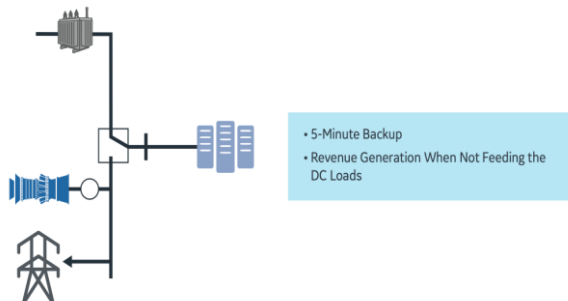 • 5-Minute Backup
• Revenue Generation When Not Feeding the
DC Loads